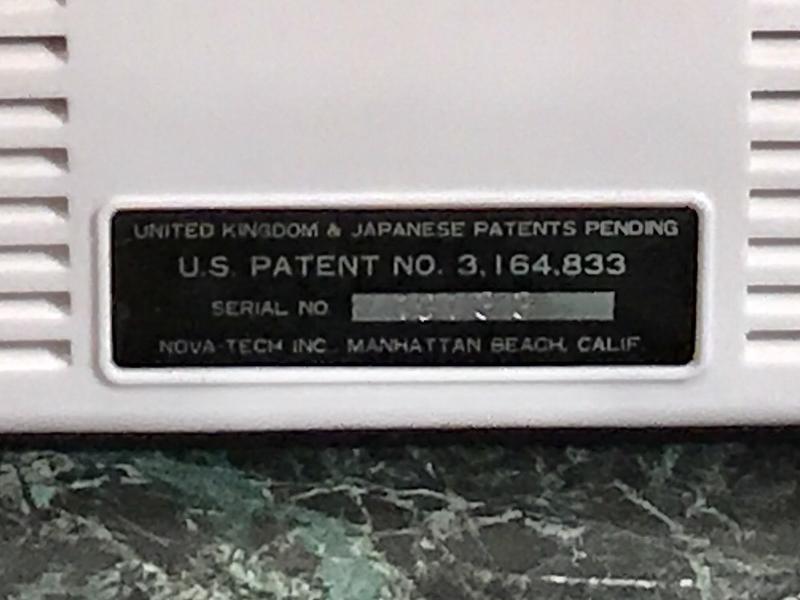 UNITED KINGDOM & JAPANESE PATENTS PENDING
U.S. PATENT NO. 3,164,833
SERIAL NO
NOVA-TECH INC. MANHATTAN BEACH, CALIF.